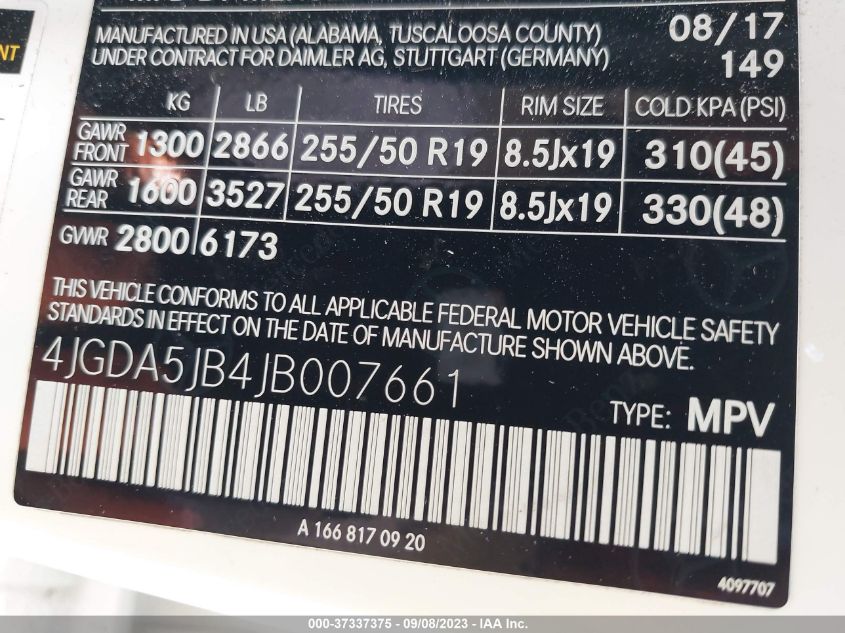 MANUFACTURED IN USA (ALABAMA, TUSCALOOSA COUNTY) 08/17
UNDER CONTRACT FOR DAIMLER AG, STUTTGART (GERMANY) 149
KG LB TIRES RIM SIZE COLD KPA (PSI)
GAWR FRONT 1300 2866 255/50 R19 8.5Jx19 310(45)
GAWR REAR 1600 3527 255/50 R19 8.5Jx19 330(48)
GVWR 2800 6173
THIS VEHICLE CONFORMS TO ALL APPLICABLE FEDERAL MOTOR VEHICLE SAFETY
STANDARDS IN EFFECT ON THE DATE OF MANUFACTURE SHOWN ABOVE.
4JGDA5JB4JB007661
TYPE: MPV
A 166 817 09 20
4097707
000-37337375 - 09/08/2023 - IAA Inc.